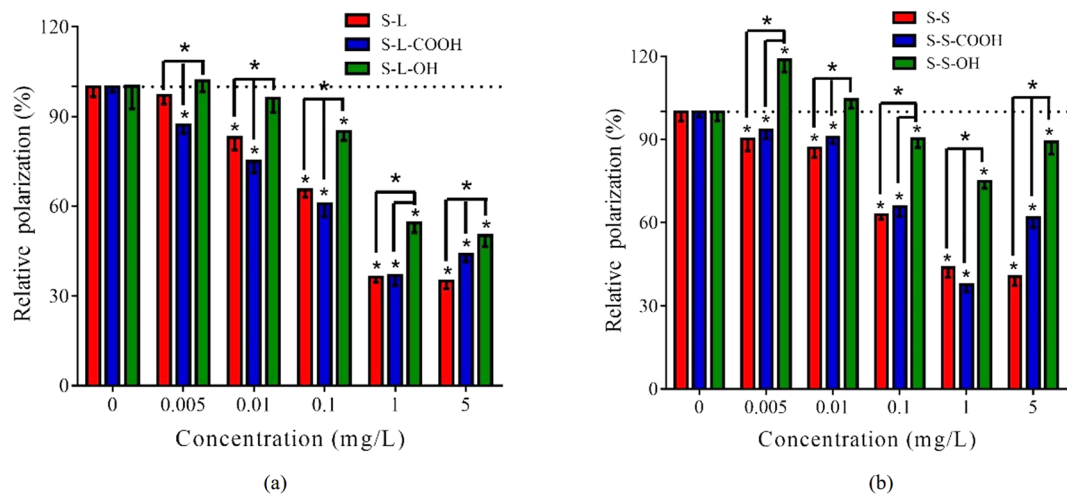 (a)
S-L
S-L-COOH
S-L-OH
Relative polarization (%)
120
90
60
30
0
* * *
* * * *
* * * *
* * * *
* * * *
0 0.005 0.01 0.1 1 5
Concentration (mg/L)
(a)
(b)
S-S
S-S-COOH
S-S-OH
Relative polarization (%)
120
90
60
30
0
* * * *
* * *
* * * *
* * * *
* * * *
0 0.005 0.01 0.1 1 5
Concentration (mg/L)
(b)